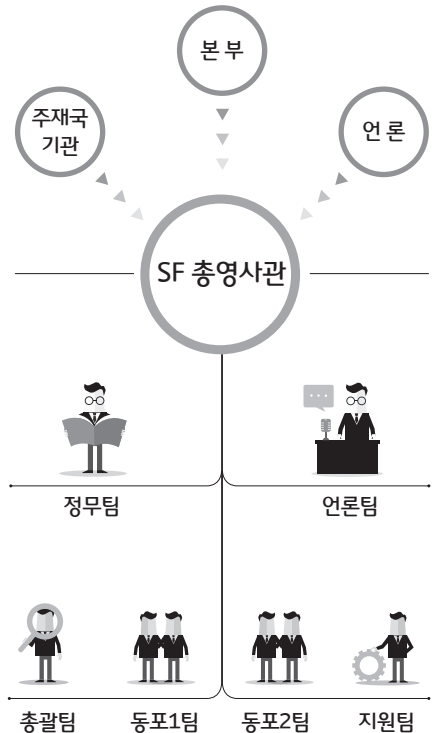 본 부
주재국
기관
언 론
SF 총영사관
정무팀
언론팀
총괄팀
동포1팀
동포2팀
지원팀